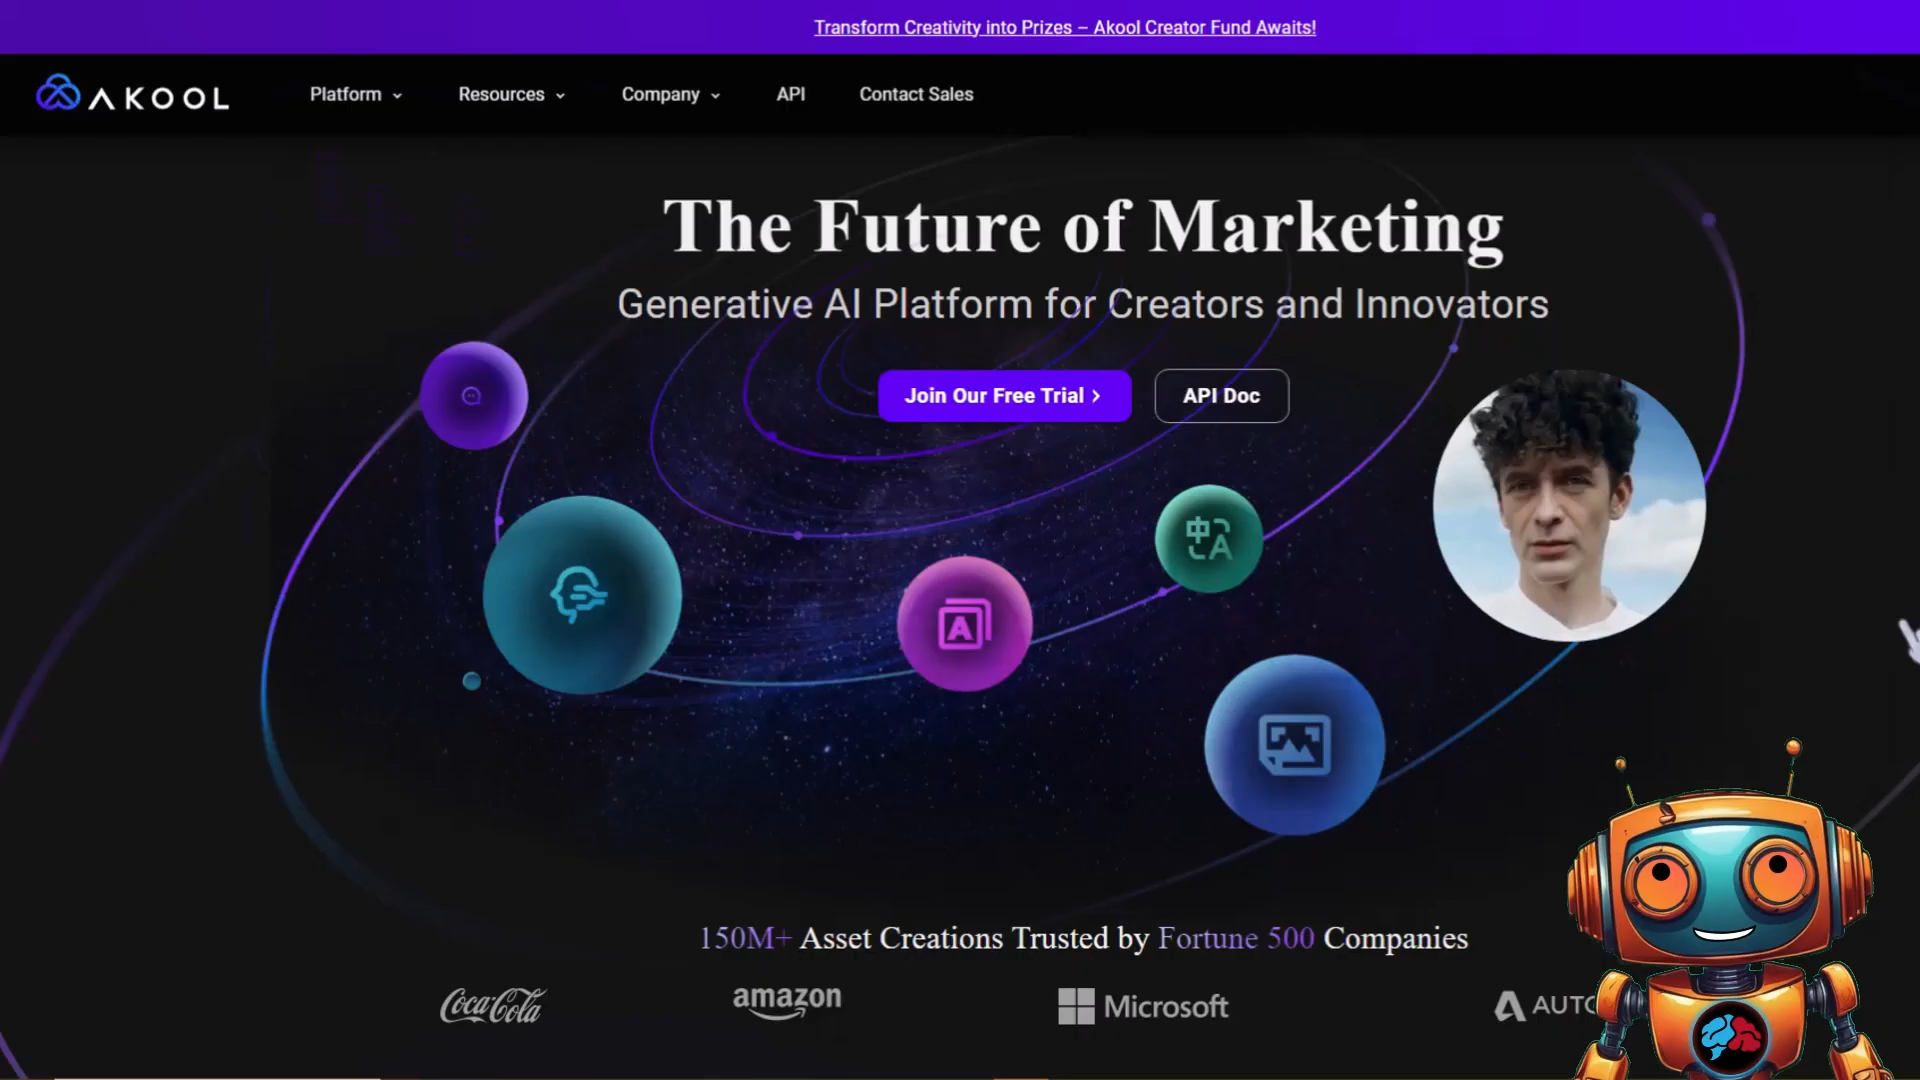 Transform Creativity into Prizes – Akool Creator Fund Awaits!
AKOOL
Platform
Resources
Company
API
Contact Sales
The Future of Marketing
Generative AI Platform for Creators and Innovators
Join Our Free Trial ›
API Doc
中A
A
150M+ Asset Creations Trusted by Fortune 500 Companies
Coca-Cola
amazon
Microsoft